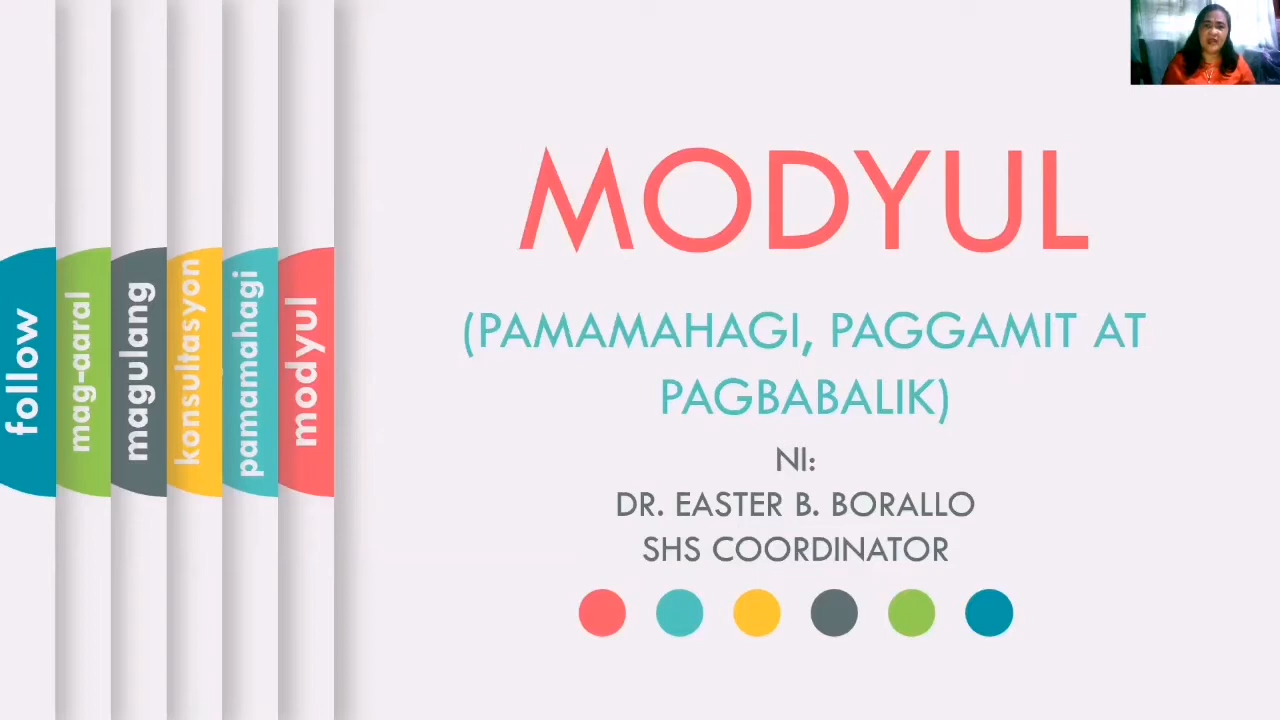 follow
mag-aaral
magulang
konsultasyon
pamamahagi
modyul
MODYUL
(PAMAMAHAGI, PAGGAMIT AT
PAGBABALIK)
NI:
DR. EASTER B. BORALLO
SHS COORDINATOR